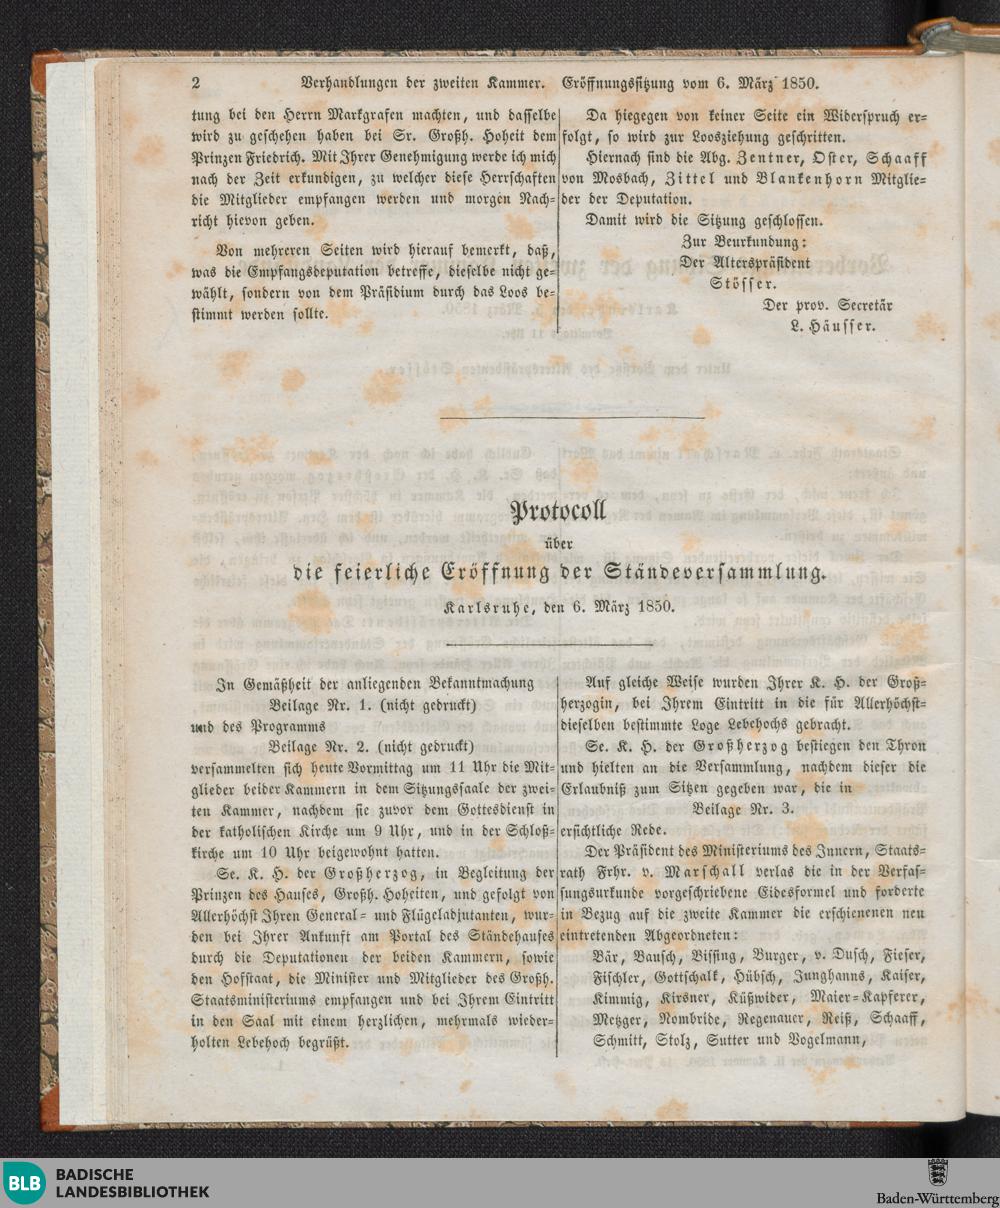 2 Verhandlungen der zweiten Kammer. Eröffnungssitzung vom 6. März 1850.
tung bei den Herrn Markgrafen machten, und dasselbe
wird zu geschehen haben bei Sr. Großh. Hoheit dem
Prinzen Friedrich. Mit Ihrer Genehmigung werde ich mich
nach der Zeit erkundigen, zu welcher diese Herrschaften
die Mitglieder empfangen werden und morgen Nach-
richt hievon geben.
Von mehreren Seiten wird hierauf bemerkt, daß,
was die Empfangsdeputation betreffe, dieselbe nicht ge-
wählt, sondern von dem Präsidium durch das Loos be-
stimmt werden sollte.
Da hiegegen von keiner Seite ein Widerspruch er-
folgt, so wird zur Loosziehung geschritten.
Hiernach sind die Abg. Zentner, Oster, Schaaff
von Mosbach, Zittel und Blankenhorn Mitglie-
der der Deputation.
Damit wird die Sitzung geschlossen.
Zur Beurkundung:
Der Alterspräsident
Stösser.
Der prov. Secretär
L. Häusser.
Protocoll
über
die feierliche Eröffnung der Ständeversammlung.
Karlsruhe, den 6. März 1850.
In Gemäßheit der anliegenden Bekanntmachung
Beilage Nr. 1. (nicht gedruckt)
und des Programms
Beilage Nr. 2. (nicht gedruckt)
versammelten sich heute Vormittag um 11 Uhr die Mit-
glieder beider Kammern in dem Sitzungssaale der zwei-
ten Kammer, nachdem sie zuvor dem Gottesdienst in
der katholischen Kirche um 9 Uhr, und in der Schloß-
kirche um 10 Uhr beigewohnt hatten.
Se. K. H. der Großherzog, in Begleitung der
Prinzen des Hauses, Großh. Hoheiten, und gefolgt von
Allerhöchst Ihren General- und Flügeladjutanten, wur-
den bei Ihrer Ankunft am Portal des Ständehauses
durch die Deputationen der beiden Kammern, sowie
den Hofstaat, die Minister und Mitglieder des Großh.
Staatsministeriums empfangen und bei Ihrem Eintritt
in den Saal mit einem herzlichen, mehrmals wieder-
holten Lebehoch begrüßt.
Auf gleiche Weise wurden Ihrer K. H. der Groß-
herzogin, bei Ihrem Eintritt in die für Allerhöchst-
dieselben bestimmte Loge Lebehochs gebracht.
Se. K. H. der Großherzog bestiegen den Thron
und hielten an die Versammlung, nachdem dieser die
Erlaubniß zum Sitzen gegeben war, die in
Beilage Nr. 3.
ersichtliche Rede.
Der Präsident des Ministeriums des Innern, Staats-
rath Frhr. v. Marschall verlas die in der Verfas-
sungsurkunde vorgeschriebene Eidesformel und forderte
in Bezug auf die zweite Kammer die erschienenen neu
eintretenden Abgeordneten:
Bär, Bausch, Bissing, Burger, v. Dusch, Fieser,
Fischler, Gottschalk, Hübsch, Junghanns, Kaiser,
Kimmig, Kirsner, Küßwider, Maier-Kapferer,
Metzger, Nombride, Regenauer, Reiß, Schaaff,
Schmitt, Stolz, Sutter und Vogelmann,
BLB BADISCHE
LANDESBIBLIOTHEK
Baden-Württemberg